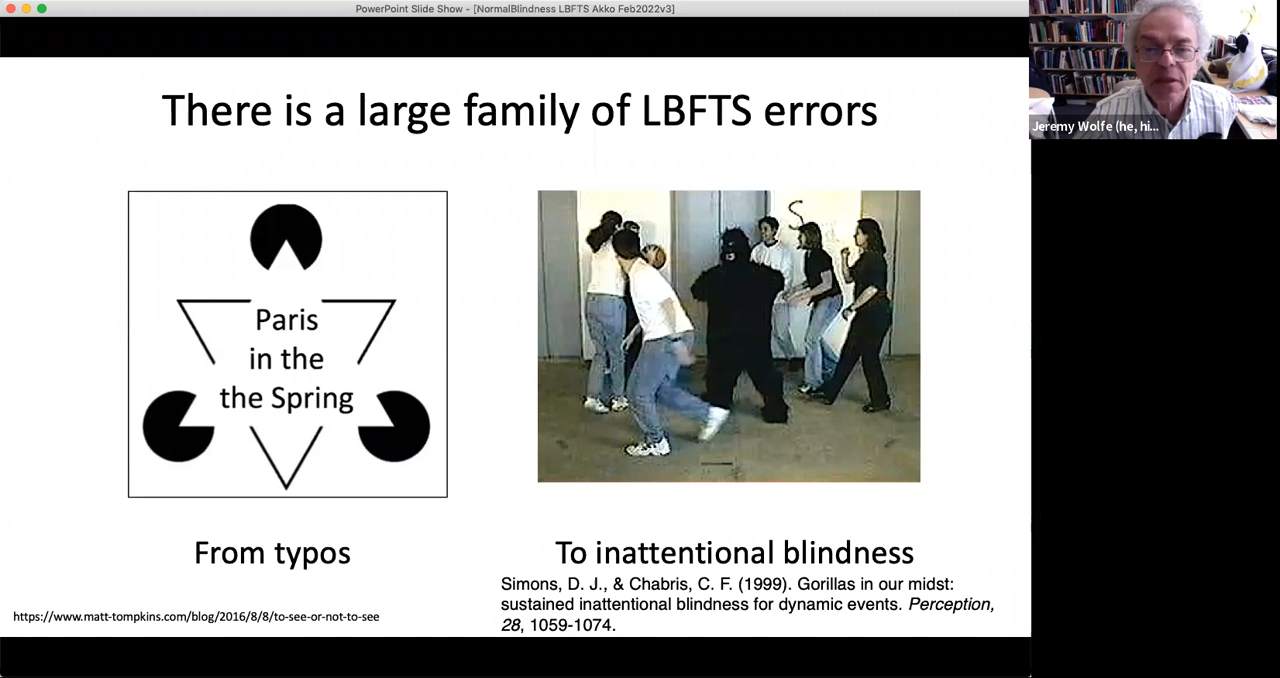 PowerPoint Slide Show - [NormalBlindness LBFTS Akko Feb2022v3]
There is a large family of LBFTS errors
Paris
in the
the Spring
S
From typos
To inattentional blindness
Simons, D. J., & Chabris, C. F. (1999). Gorillas in our midst:
sustained inattentional blindness for dynamic events. Perception,
28, 1059-1074.
https://www.matt-tompkins.com/blog/2016/8/8/to-see-or-not-to-see
Jeremy Wolfe (he, hi...